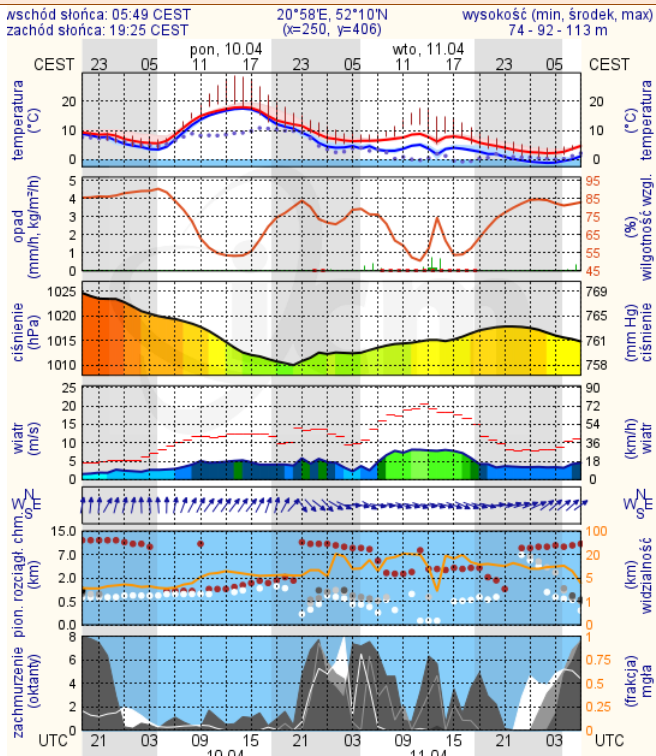 wschód słońca: 05:49 CEST 20°58'E, 52°10'N wysokość (min, środek, max)
zachód słońca: 19:25 CEST (x=250, y=406) 74 - 92 - 113 m
pon, 10.04 wto, 11.04
CEST 23 05 11 17 23 05 11 17 23 05 CEST
temperatura (°C) 20 10 0 20 10 0 temperatura (°C)
opad (mm/h, kg/m²/h) 5 4 3 2 1 0 95 85 75 65 55 45 (%) wilgotność wzgl.
ciśnienie (hPa) 1025 1020 1015 1010 769 765 761 758 (mm Hg) ciśnienie
wiatr (m/s) 25 20 15 10 5 0 90 72 54 36 18 0 (km/h) wiatr
N W E S N W E S
pion. rozciągł. chm. (km) 15.0 7.0 2.0 0.5 0.0 100 20 5 1 0 (km) widzialność
zachmurzenie (oktanty) 8 6 4 2 0 1 0.75 0.5 0.25 0 (frakcja) mgła
UTC 21 03 09 15 21 03 09 15 21 03 UTC
10.04 11.04